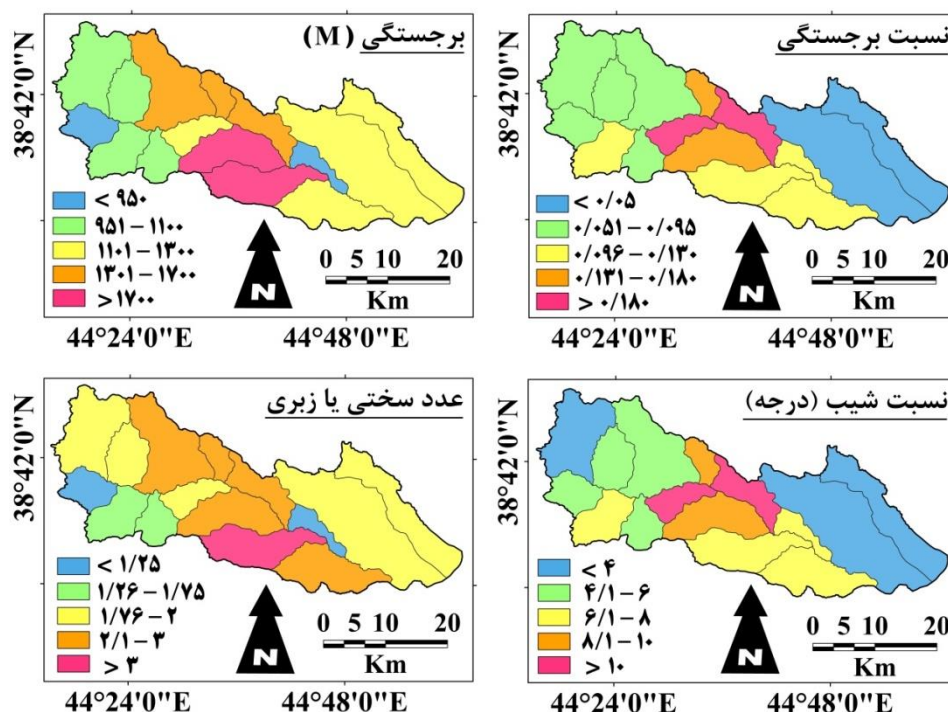 برجستگی (M)
38°42'0"N
< ۹۵۰
۹۵۱ – ۱۱۰۰
۱۱۰۱ – ۱۳۰۰
۱۳۰۱ – ۱۷۰۰
> ۱۷۰۰
N
0 5 10 20
Km
44°24'0"E 44°48'0"E
نسبت برجستگی
38°42'0"N
< ۰/۰۵
۰/۰۵۱ – ۰/۰۹۵
۰/۰۹۶ – ۰/۱۳۰
۰/۱۳۱ – ۰/۱۸۰
> ۰/۱۸۰
N
0 5 10 20
Km
44°24'0"E 44°48'0"E
عدد سختی یا زبری
38°42'0"N
< ۱/۲۵
۱/۲۶ – ۱/۷۵
۱/۷۶ – ۲
۲/۱ – ۳
> ۳
N
0 5 10 20
Km
44°24'0"E 44°48'0"E
نسبت شیب (درجه)
38°42'0"N
< ۴
۴/۱ – ۶
۶/۱ – ۸
۸/۱ – ۱۰
> ۱۰
N
0 5 10 20
Km
44°24'0"E 44°48'0"E